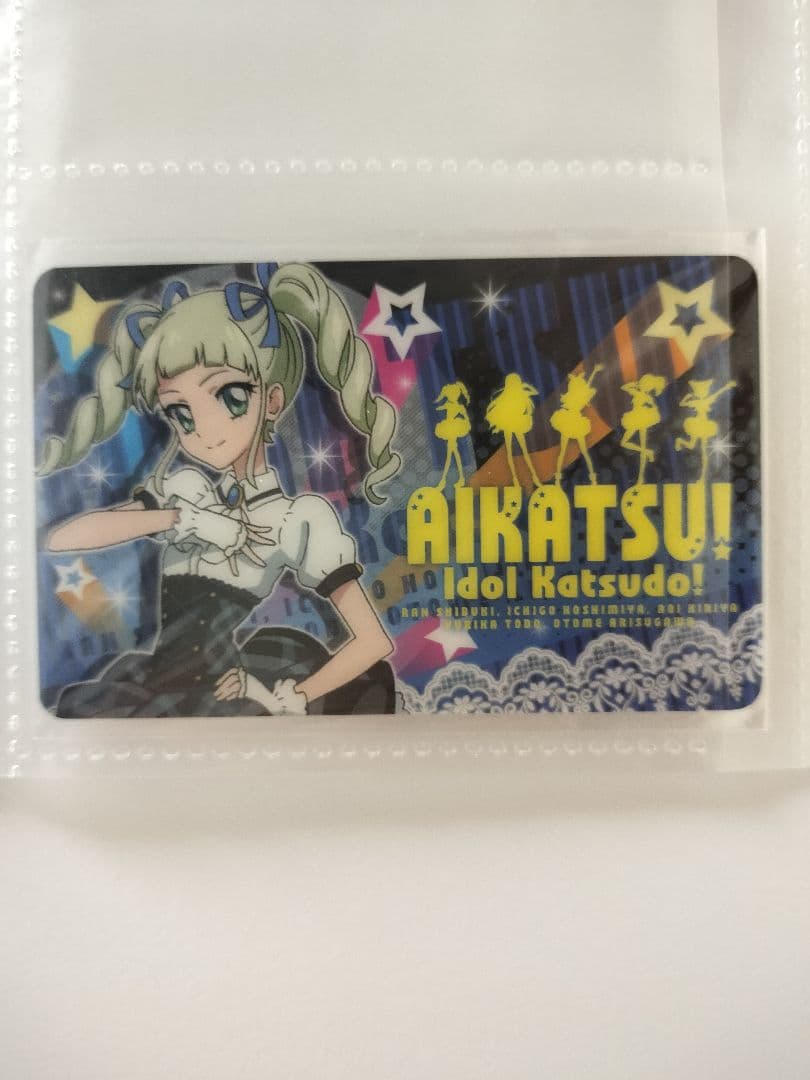 AIKATSU!
Idol Katsudo!
RAN SHIBUKI, ICHIGO HOSHIMIYA, AOI KIRIYA
YURIKA TODO, OTOME ARISUGAWA